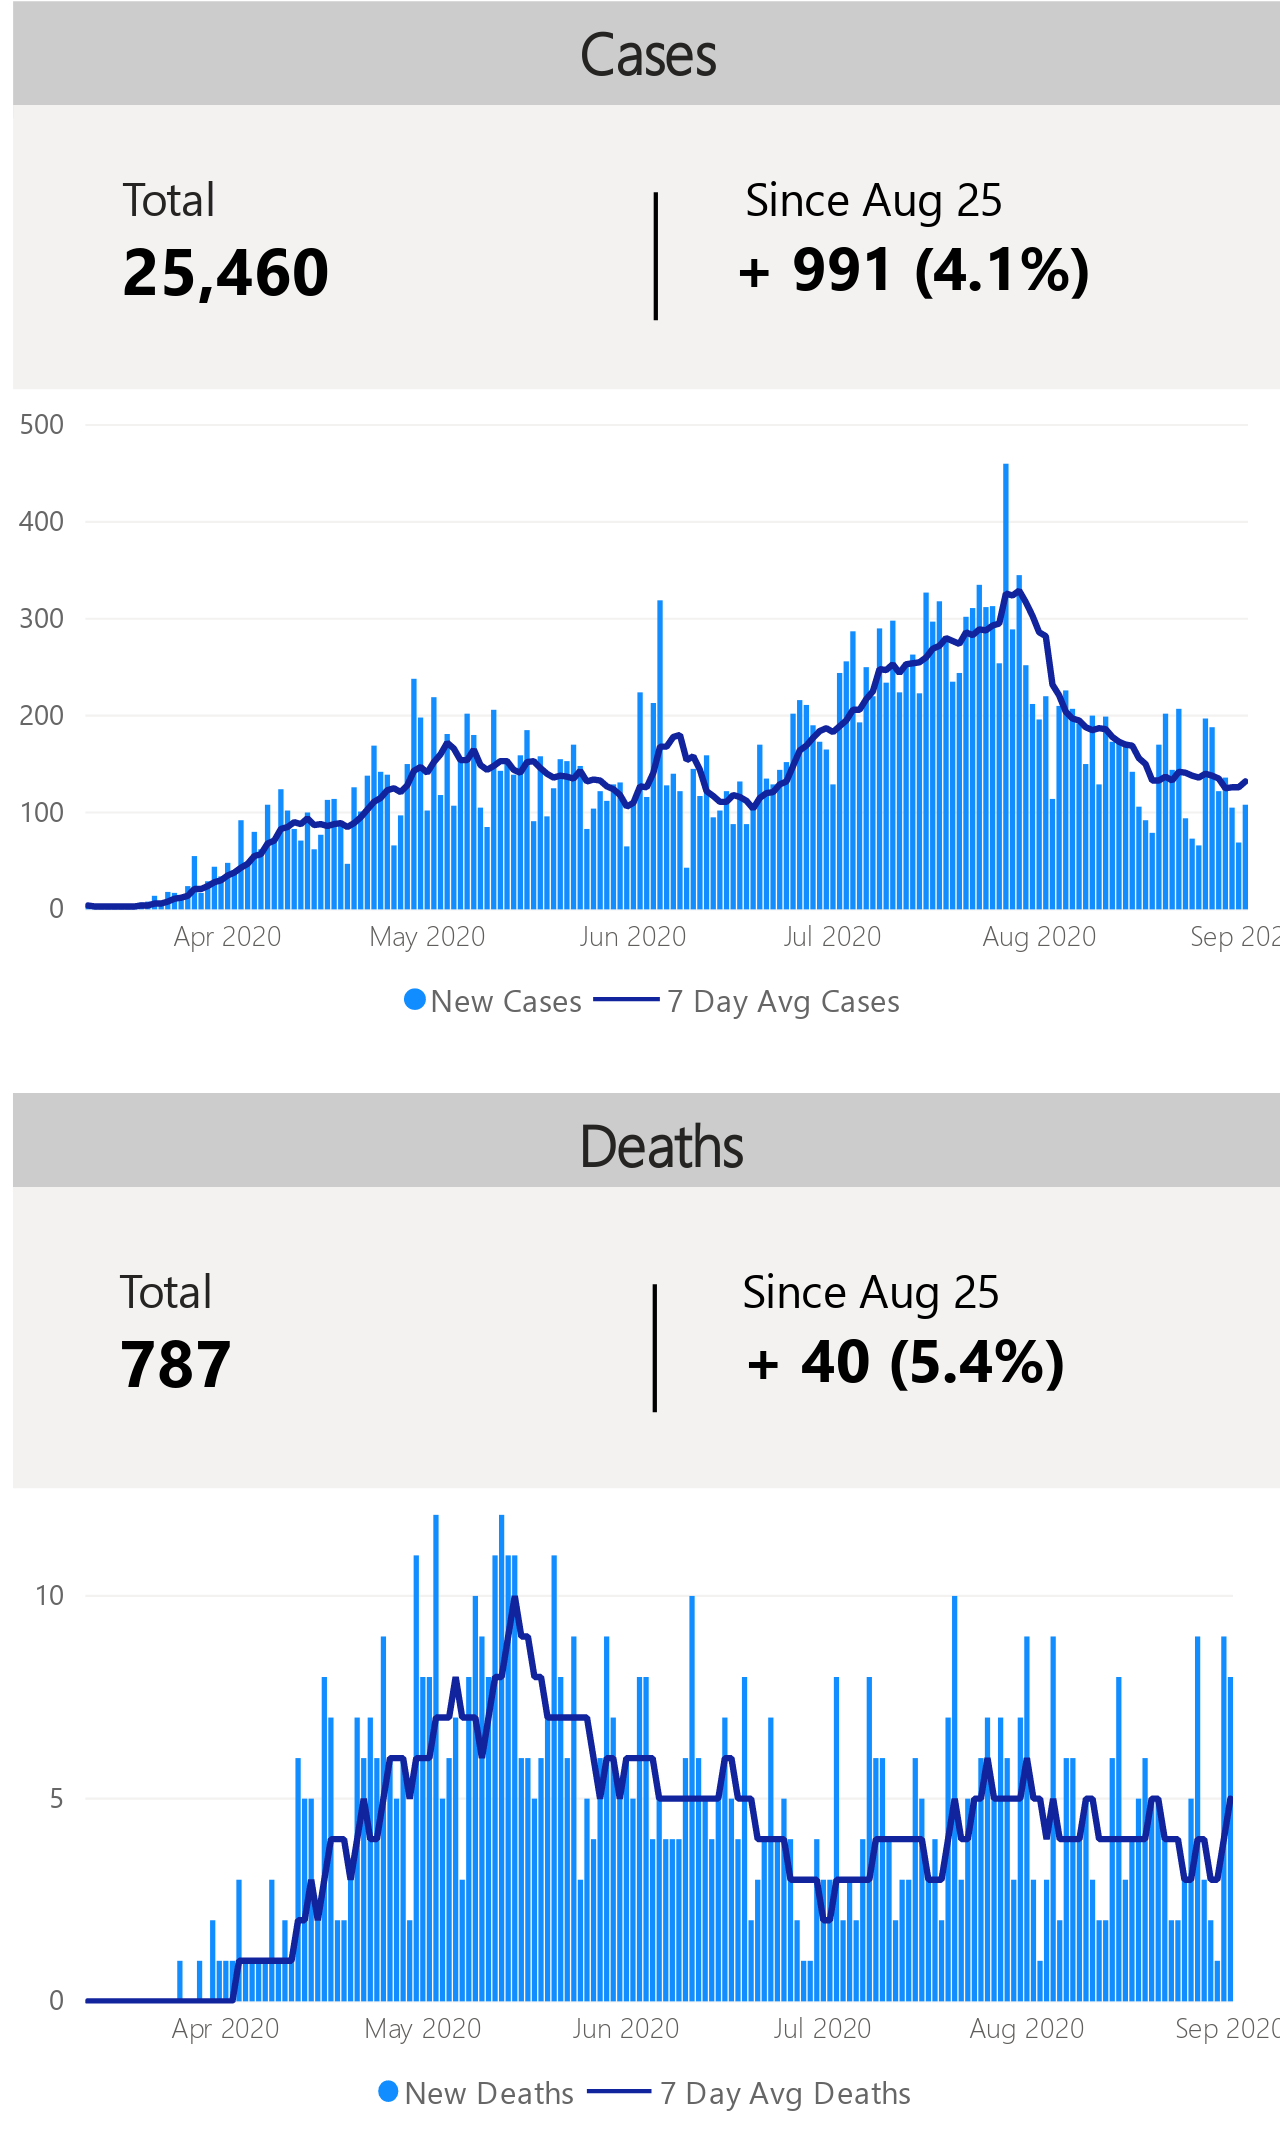 Cases
Total
Since Aug 25
25,460
+ 991 (4.1%)
500
400
300
200
100
0
Apr 2020
May 2020
Jun 2020
Jul 2020
Aug 2020
Sep 202
New Cases
7 Day Avg Cases
Deaths
Total
Since Aug 25
787
+ 40 (5.4%)
10
5
0
Apr 2020
May 2020
Jun 2020
Jul 2020
Aug 2020
Sep 2020
New Deaths
7 Day Avg Deaths